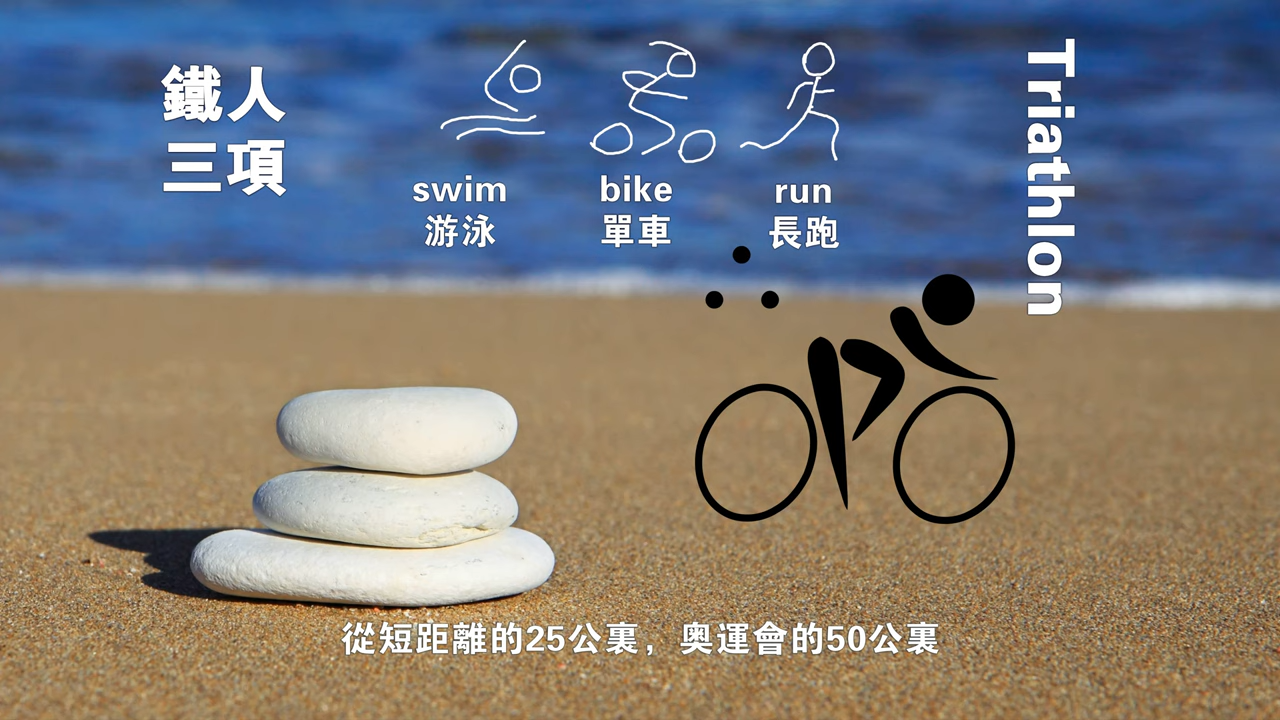 鐵人
三項
swim
游泳
bike
單車
run
長跑
Triathlon
從短距離的25公裏，奧運會的50公裏